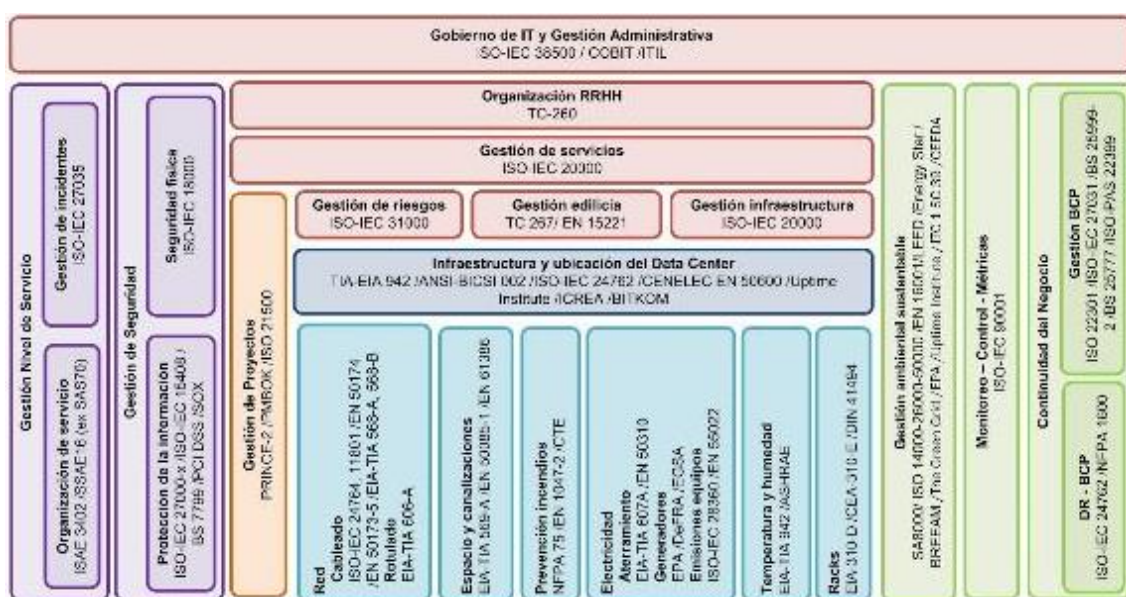 Gobierno de IT y Gestión Administrativa
ISO-IEC 38500 / COBIT /ITIL
Gestión Nivel de Servicio
Gestión de incidentes
ISO-IEC 27035
Organización de servicio
ISAE 3402 /SSAE16 (ex SAS70)
Gestión de Seguridad
Seguridad física
ISO-IEC 18000
Protección de la información
ISO-IEC 27000-x /ISO-IEC 15408 /
BS 7799 /PCI DSS /SOX
Organización RRHH
TC-260
Gestión de servicios
ISO-IEC 20000
Gestión de Proyectos
PRINCE-2 /PMBOK /ISO 21500
Gestión de riesgos
ISO-IEC 31000
Gestión edilicia
TC 267/ EN 15221
Gestión infraestructura
ISO-IEC 20000
Infraestructura y ubicación del Data Center
TIA-EIA 942 /ANSI-BICSI 002 /ISO-IEC 24762 /CENELEC EN 50600 /Uptime
Institute /ICREA /BITKOM
Red
Cableado
ISO-IEC 24764, 11801 /EN 50174
/EN 50173-5 /EIA-TIA 568-A, 568-B
Rotulado
EIA-TIA 606-A
Espacio y canalizaciones
EIA-TIA 569-A /EN 50085-1 /EN 61386
Prevención incendios
NFPA 75 /EN 1047-2 /CTE
Electricidad
Aterramiento
EIA-TIA 607A /EN 50310
Generadores
EPA /DeFRA /EGSA
Emisiones equipos
ISO-IEC 28360 /EN 55022
Temperatura y humedad
EIA-TIA 942 /ASHRAE
Racks
EIA 310 D /CEA-310-E /DIN 41494
Gestión ambiental sustentable
SA8000/ ISO 14000-26000-50000 /EN 16001/LEED /Energy Star /
BREEAM /The Green Grid /EPA /Uptime Institute / ITC 1 50.39 /CEEDA
Monitoreo – Control - Métricas
ISO-IEC 90001
Continuidad del Negocio
Gestión BCP
ISO 22301 /ISO-IEC 27031 /BS 25999-
2 /BS 25777 /ISO-PAS 22399
DR - BCP
ISO-IEC 24762 /NFPA 1600